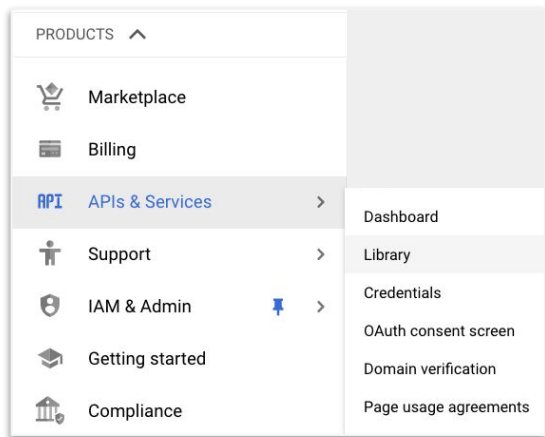 PRODUCTS
Marketplace
Billing
API APIs & Services
Support
IAM & Admin
Getting started
Compliance
Dashboard
Library
Credentials
OAuth consent screen
Domain verification
Page usage agreements